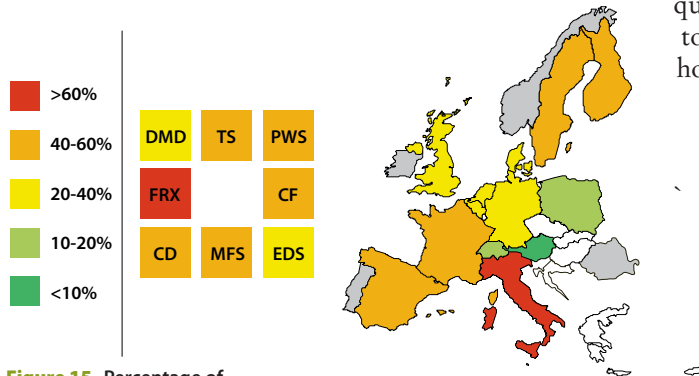 >60%
40-60%
20-40%
10-20%
<10%
DMD TS PWS
FRX CF
CD MFS EDS
Figure 15 Percentage of
qu
to
ho